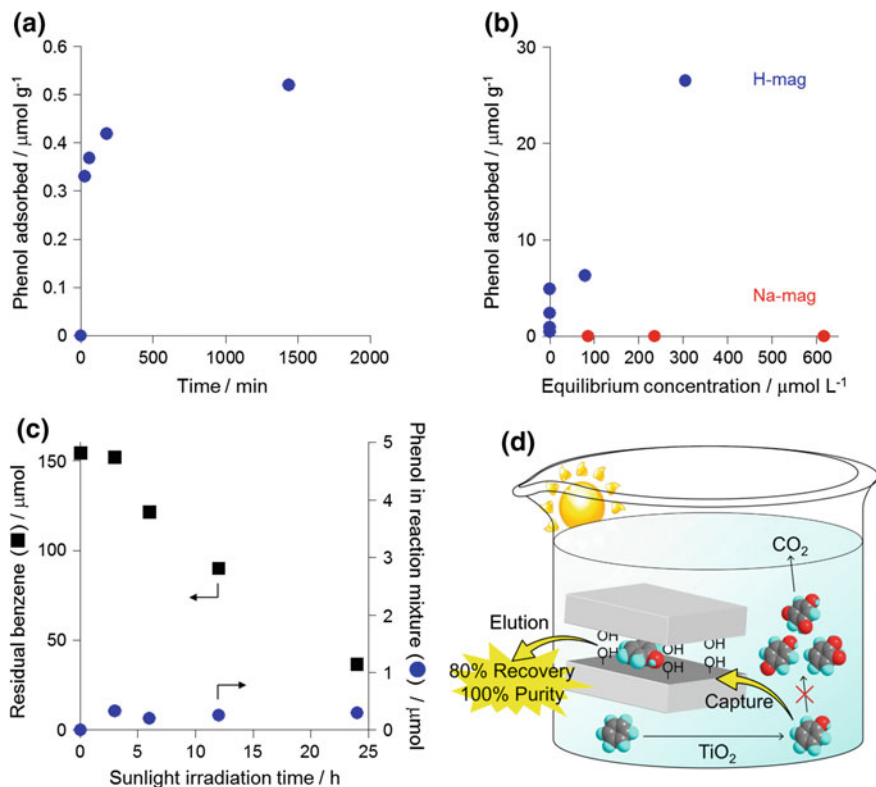 (a)
Phenol adsorbed / μmol g⁻¹
0.6
0.5
0.4
0.3
0.2
0.1
0
0 500 1000 1500 2000
Time / min
(b)
Phenol adsorbed / μmol g⁻¹
30
20
10
0
H-mag
Na-mag
0 100 200 300 400 500 600
Equilibrium concentration / μmol L⁻¹
(c)
Residual benzene (■) / μmol
150
100
50
0
5
4
3
2
1
0
Phenol in reaction mixture (●) / μmol
0 5 10 15 20 25
Sunlight irradiation time / h
(d)
CO₂
Elution
OH
OH
OH
OH
OH
OH
80% Recovery
100% Purity
Capture
TiO₂